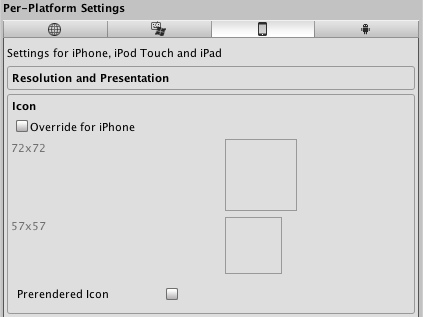 Per-Platform Settings
Settings for iPhone, iPod Touch and iPad
Resolution and Presentation
Icon
Override for iPhone
72x72
57x57
Prerendered Icon